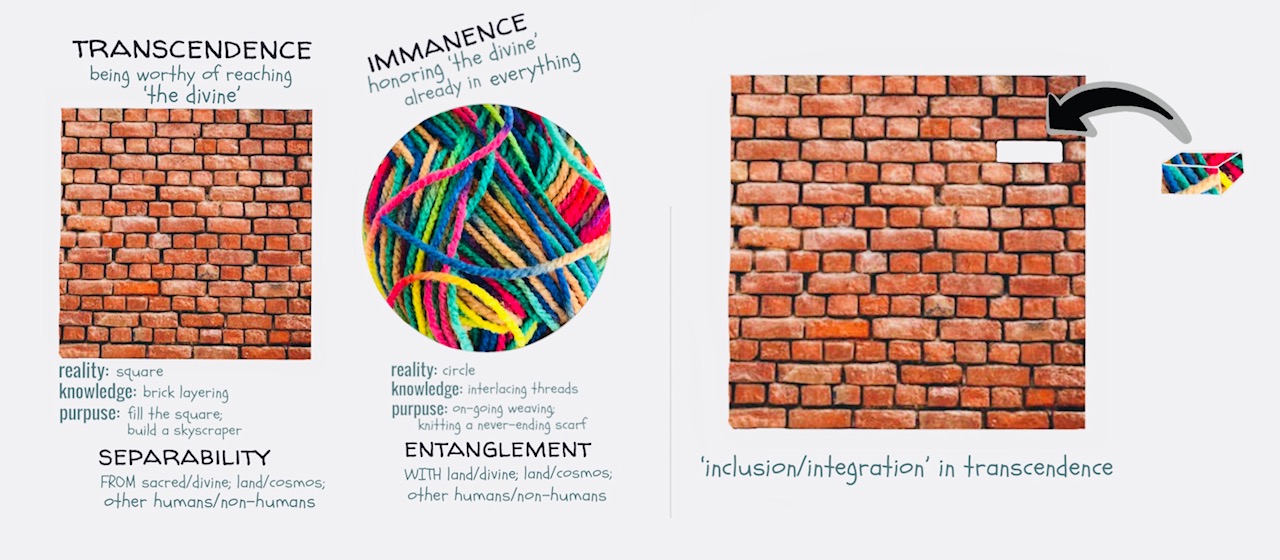 TRANSCENDENCE
being worthy of reaching
'the divine'
reality: square
knowledge: brick layering
purpuse: fill the square;
build a skyscraper
SEPARABILITY
FROM sacred/divine; land/cosmos;
other humans/non-humans
IMMANENCE
honoring 'the divine'
already in everything
reality: circle
knowledge: interlacing threads
purpuse: on-going weaving;
knitting a never-ending scarf
ENTANGLEMENT
WITH land/divine; land/cosmos;
other humans/non-humans
'inclusion/integration' in transcendence